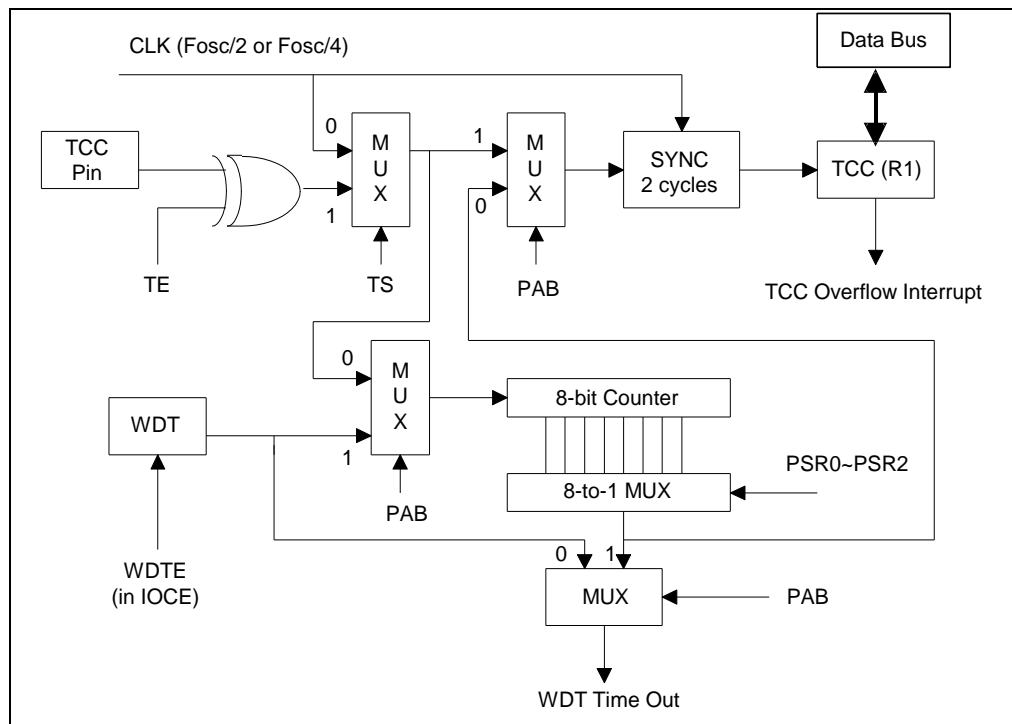 CLK (Fosc/2 or Fosc/4)
Data Bus
0
1
TCC
Pin
M
U
X
M
U
X
SYNC
2 cycles
TCC (R1)
0
1
TE
TS
PAB
TCC Overflow Interrupt
0
M
U
X
8-bit Counter
WDT
1
PSR0~PSR2
8-to-1 MUX
PAB
0
1
WDTE
(in IOCE)
MUX
PAB
WDT Time Out